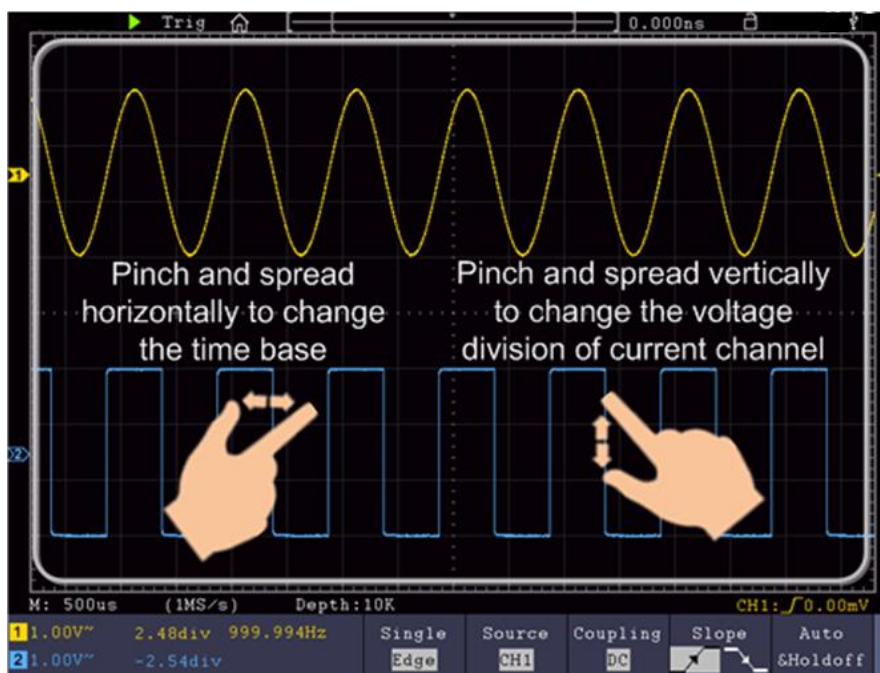 Trig 0.000ns
1
Pinch and spread
horizontally to change
the time base
Pinch and spread vertically
to change the voltage
division of current channel
2
M: 500us (1MS/s) Depth:10K CH1:∫0.00mV
1 1.00V~ 2.48div 999.994Hz
2 1.00V~ -2.54div
Single
Edge
Source
CH1
Coupling
DC
Slope
Auto
&Holdoff